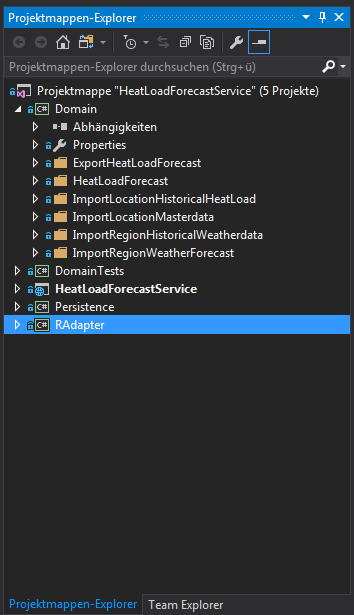 Projektmappen-Explorer
Projektmappen-Explorer durchsuchen (Strg+ü)
Projektmappe "HeatLoadForecastService" (5 Projekte)
C# Domain
Abhängigkeiten
Properties
ExportHeatLoadForecast
HeatLoadForecast
ImportLocationHistoricalHeatLoad
ImportLocationMasterdata
ImportRegionHistoricalWeatherdata
ImportRegionWeatherForecast
C# DomainTests
HeatLoadForecastService
C# Persistence
C# RAdapter
Projektmappen-Explorer Team Explorer